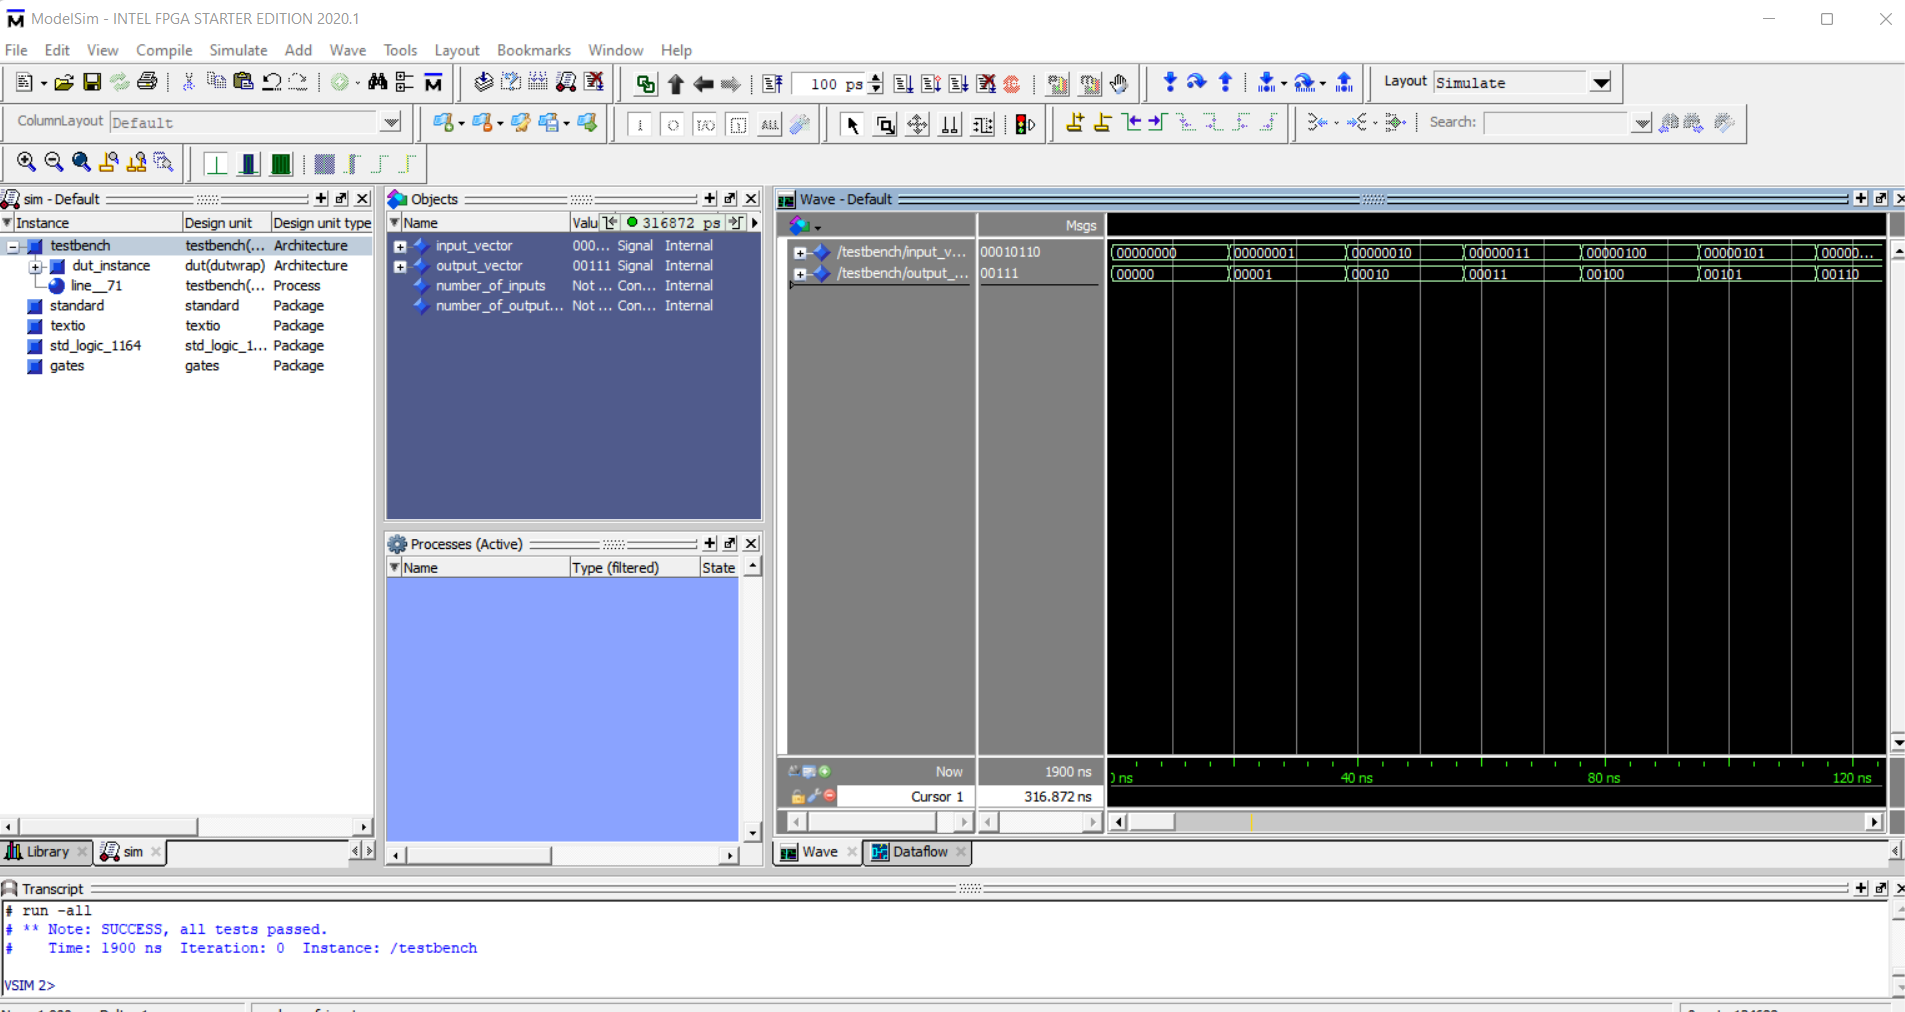 ModelSim - INTEL FPGA STARTER EDITION 2020.1
File Edit View Compile Simulate Add Wave Tools Layout Bookmarks Window Help
100 ps Layout Simulate
ColumnLayout Default ALL Search:
sim - Default
Instance Design unit Design unit type
testbench testbench(... Architecture
dut_instance dut(dutwrap) Architecture
line__71 testbench(... Process
standard standard Package
textio textio Package
std_logic_1164 std_logic_1... Package
gates gates Package
Library sim
Objects
Name Valu 316872 ps
input_vector 000... Signal Internal
output_vector 00111 Signal Internal
number_of_inputs Not ... Con... Internal
number_of_output... Not ... Con... Internal
Processes (Active)
Name Type (filtered) State
Wave - Default
Msgs
/testbench/input_v... 00010110 00000000 00000001 00000010 00000011 00000100 00000101 00000...
/testbench/output_... 00111 00000 00001 00010 00011 00100 00101 00110
Now 1900 ns ns 40 ns 80 ns 120 ns
Cursor 1 316.872 ns
Wave Dataflow
Transcript
# run -all
# ** Note: SUCCESS, all tests passed.
# Time: 1900 ns Iteration: 0 Instance: /testbench
VSIM 2>